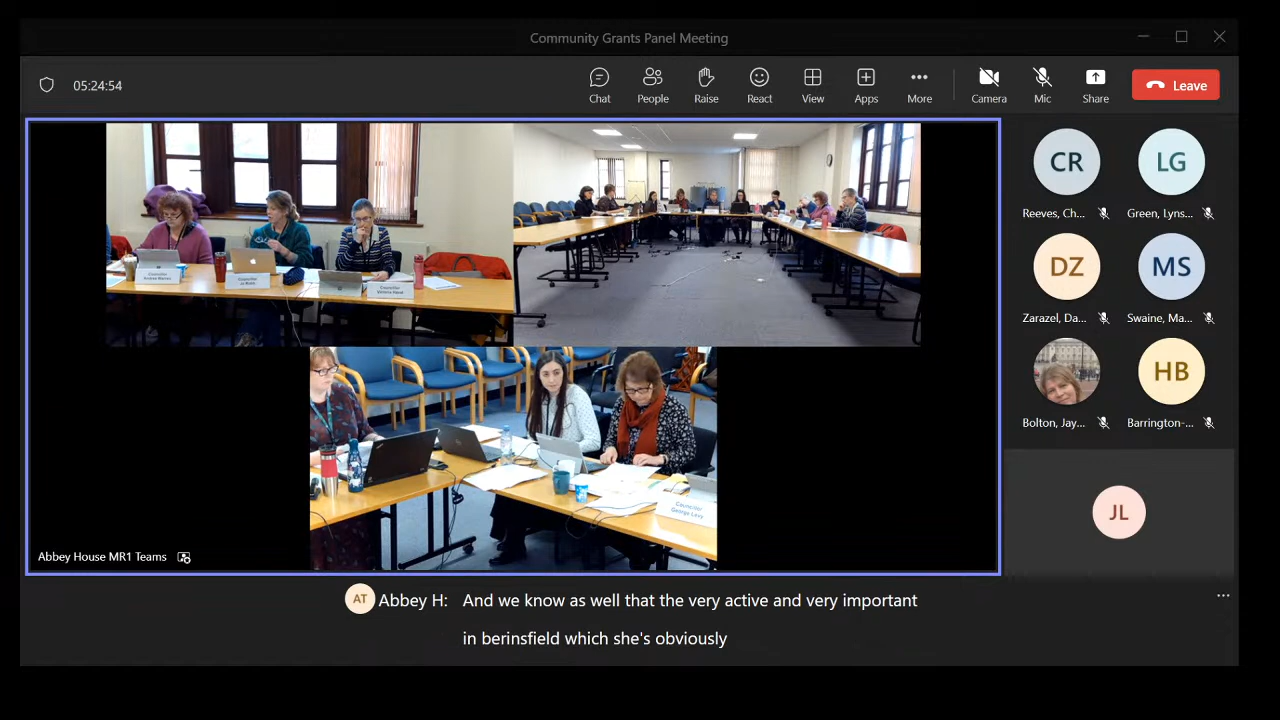 Community Grants Panel Meeting
05:24:54
Chat
People
Raise
React
View
Apps
More
Camera
Mic
Share
Leave
CR
LG
Reeves, Ch...
Green, Lyns...
DZ
MS
Zarazel, Da...
Swaine, Ma...
HB
Bolton, Jay...
Barrington-...
JL
Councillor
George Levy
Abbey House MR1 Teams
AT
Abbey H:
And we know as well that the very active and very important
in berinsfield which she's obviously